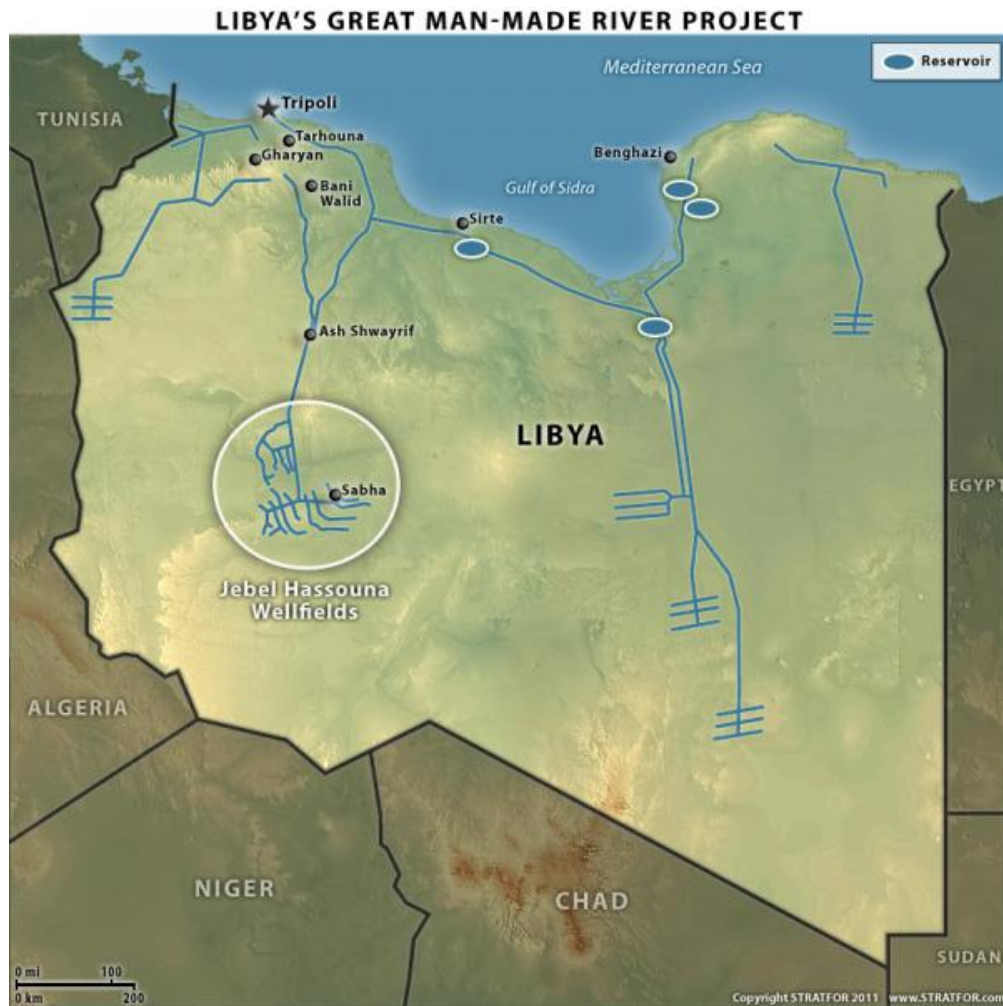 LIBYA'S GREAT MAN-MADE RIVER PROJECT
Reservoir
Mediterranean Sea
TUNISIA
Tripoli
Tarhouna
Gharyan
Bani
Walid
Benghazi
Gulf of Sidra
Sirte
Ash Shwayrif
LIBYA
Sabha
EGYPT
Jebel Hassouna
Wellfields
ALGERIA
NIGER
CHAD
SUDAN
0 mi 100
0 km 200
Copyright STRATFOR 2011 www.STRATFOR.com